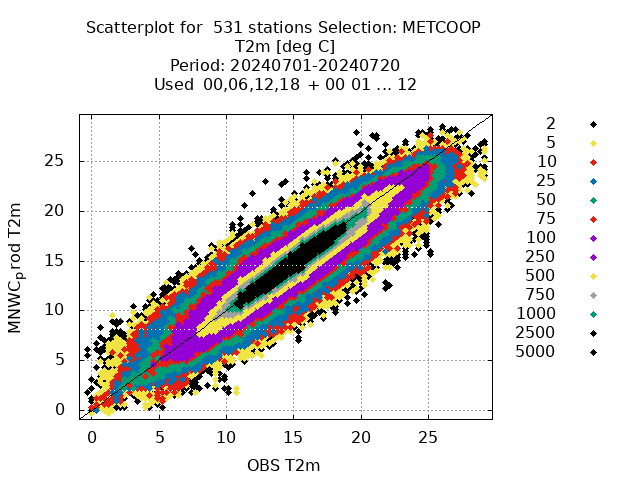 Scatterplot for  531 stations Selection: METCOOP
T2m [deg C]
Period: 20240701-20240720
Used  00,06,12,18  + 00 01 ... 12
MNWC_prod T2m
25
20
15
10
5
0
0 5 10 15 20 25
OBS T2m
2
5
10
25
50
75
100
250
500
750
1000
2500
5000